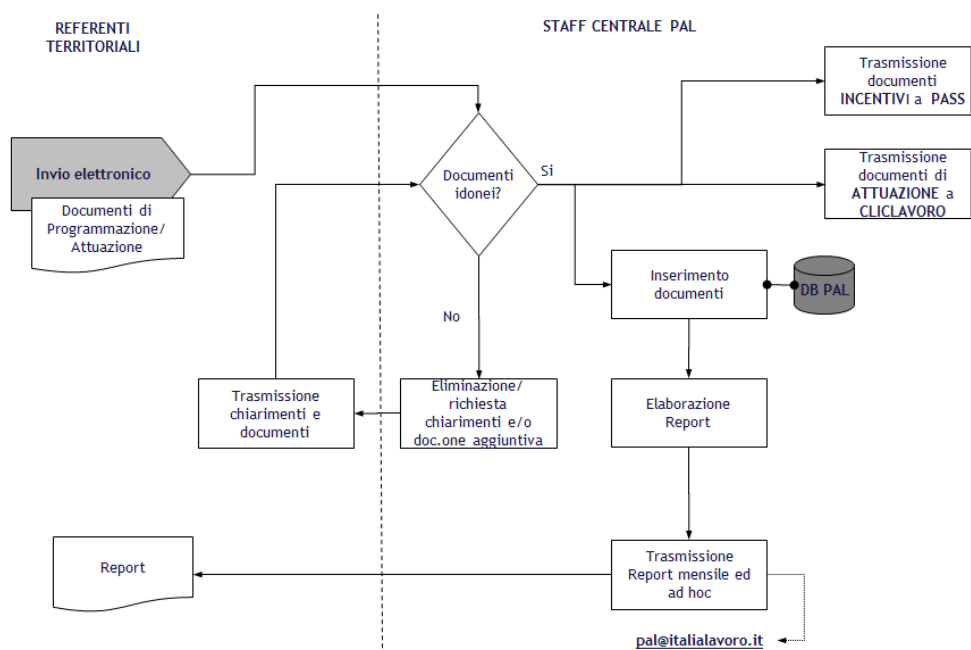 REFERENTI
TERRITORIALI
STAFF CENTRALE PAL
Trasmissione
documenti
INCENTIVI a PASS
Invio elettronico
Documenti di
Programmazione/
Attuazione
Documenti
idonei?
Si
Trasmissione
documenti di
ATTUAZIONE a
CLICLAVORO
Inserimento
documenti
DB PAL
No
Trasmissione
chiarimenti e
documenti
Eliminazione/
richiesta
chiarimenti e/o
doc.one aggiuntiva
Elaborazione
Report
Report
Trasmissione
Report mensile ed
ad hoc
pal@italialavoro.it